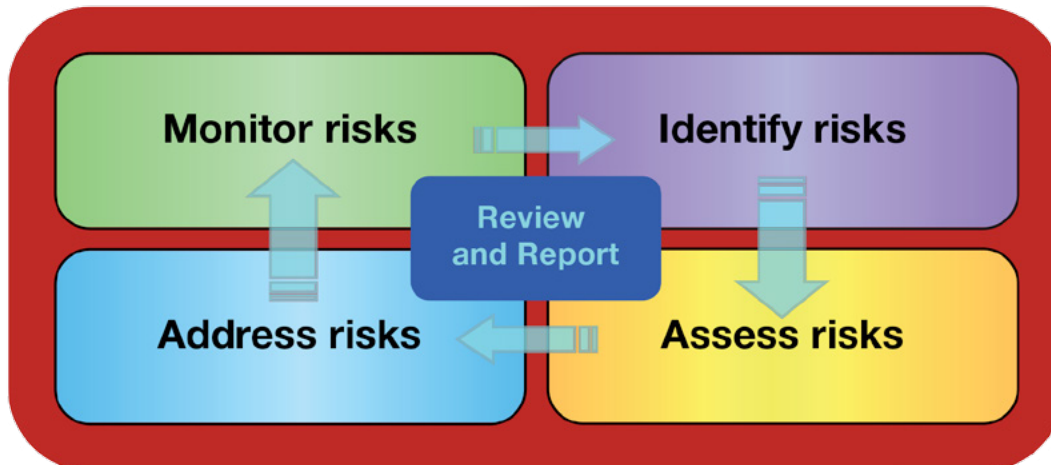 Monitor risks
Identify risks
Review
and Report
Address risks
Assess risks